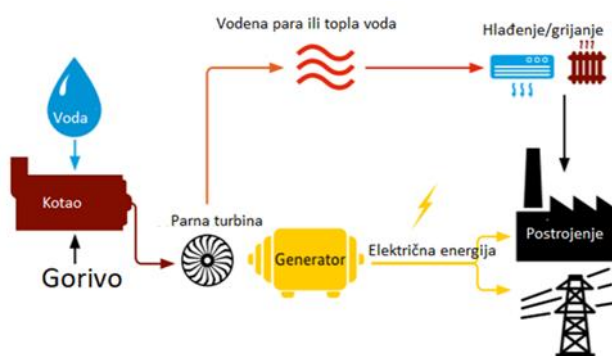 Vodena para ili topla voda
Hlađenje/grijanje
Voda
Kotao
Parna turbina
Generator
Električna energija
Postrojenje
Gorivo